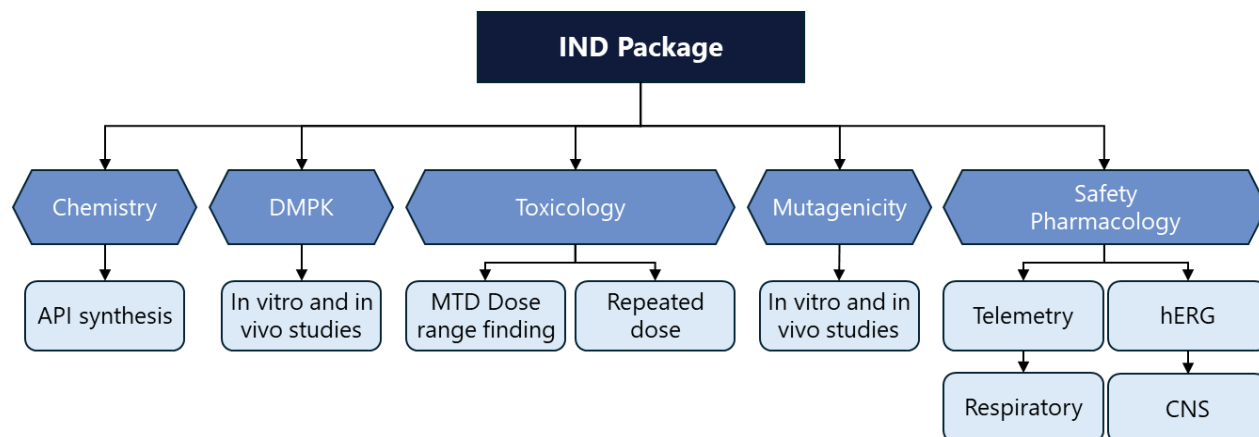 IND Package
Chemistry
DMPK
Toxicology
Mutagenicity
Safety
Pharmacology
API synthesis
In vitro and in
vivo studies
MTD Dose
range finding
Repeated
dose
In vitro and in
vivo studies
Telemetry
hERG
Respiratory
CNS